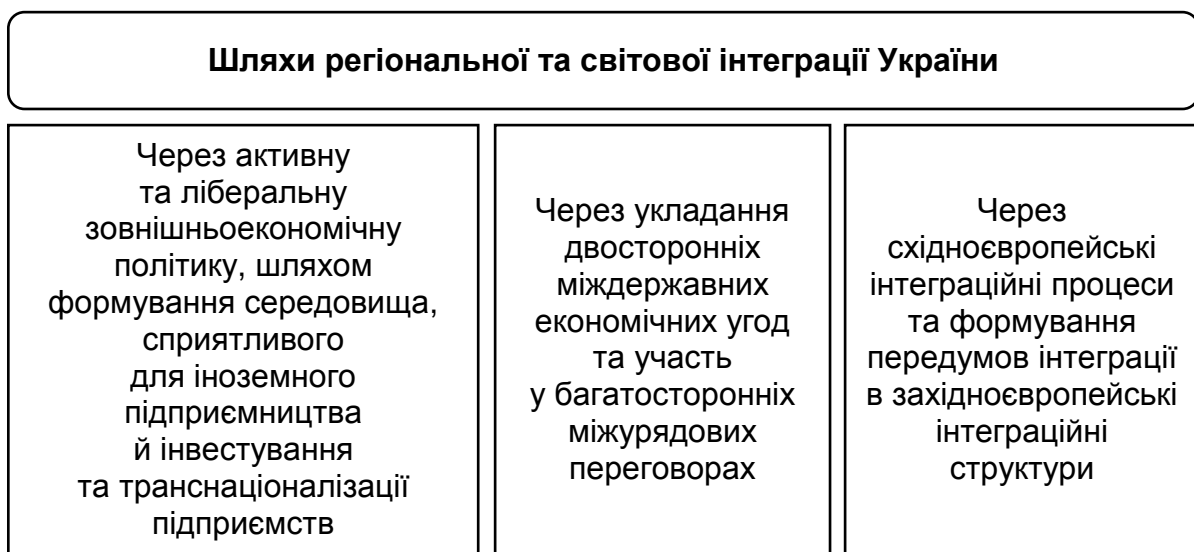 Шляхи регіональної та світової інтеграції України
Через активну
та ліберальну
зовнішньоекономічну
політику, шляхом
формування середовища,
сприятливого
для іноземного
підприємництва
й інвестування
та транснаціоналізації
підприємств
Через укладання
двосторонніх
міждержавних
економічних угод
та участь
у багатосторонніх
міжурядових
переговорах
Через
східноєвропейські
інтеграційні процеси
та формування
передумов інтеграції
в західноєвропейські
інтеграційні
структури